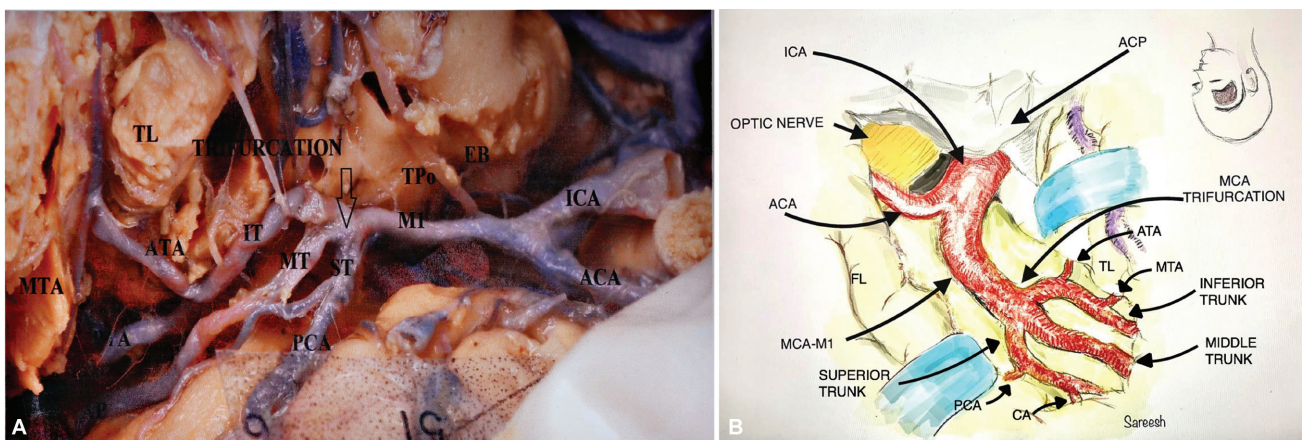 TL
TRIFURCATION
EB
TPo
ICA
M1
ATA
IT
MT
ST
MTA
ACA
PCA
A
ICA
ACP
OPTIC NERVE
MCA
TRIFURCATION
ACA
ATA
FL
TL
MTA
INFERIOR
TRUNK
MCA-M1
MIDDLE
TRUNK
SUPERIOR
TRUNK
PCA
CA
Sareesh
B